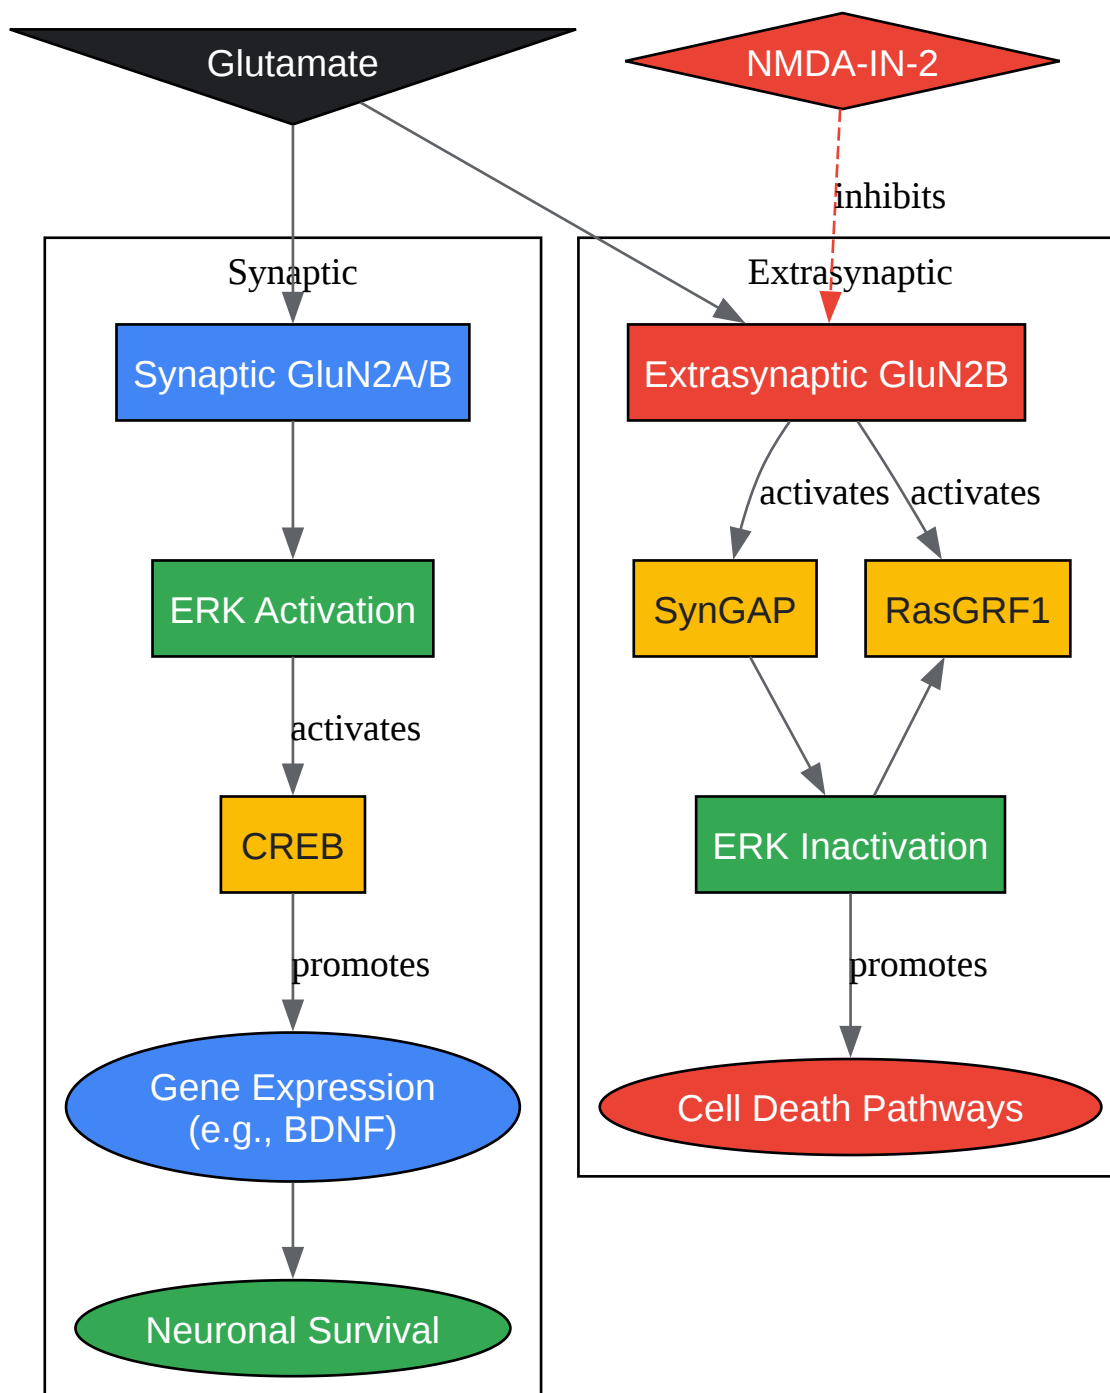 Glutamate
NMDA-IN-2
inhibits
Synaptic
Extrasynaptic
Synaptic GluN2A/B
Extrasynaptic GluN2B
activates
activates
ERK Activation
SynGAP
RasGRF1
activates
CREB
ERK Inactivation
promotes
promotes
Gene Expression
(e.g., BDNF)
Cell Death Pathways
Neuronal Survival